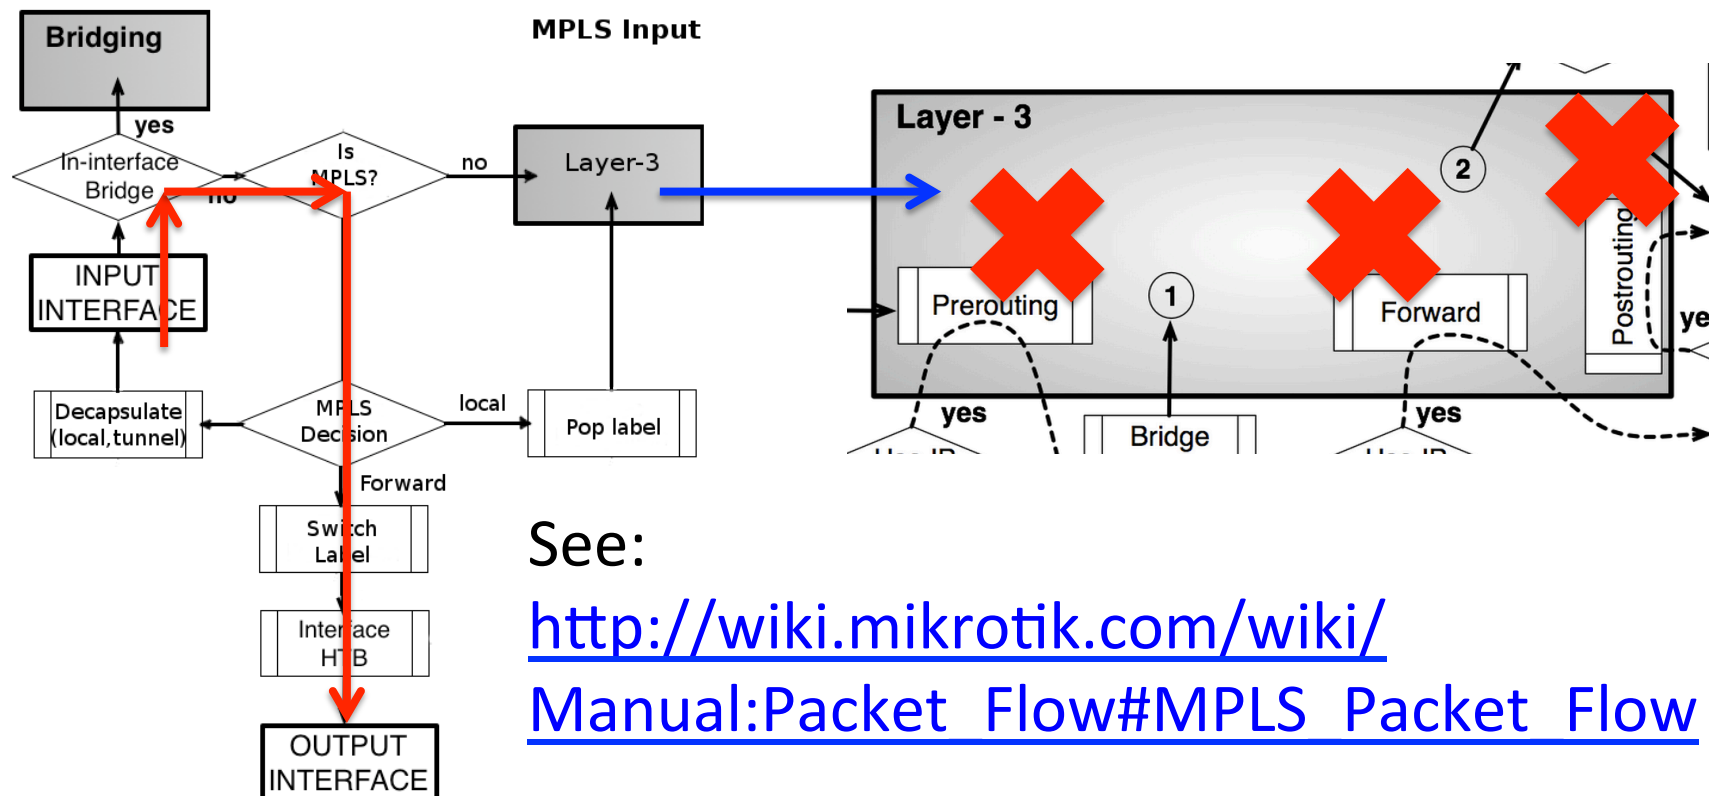 MPLS Input
Bridging
yes
In-interface
Bridge
no
Is
MPLS?
no
Layer-3
INPUT
INTERFACE
Decapsulate
(local,tunnel)
MPLS
Decision
local
Pop label
Forward
Switch
Label
Interface
HTB
OUTPUT
INTERFACE
Layer - 3
2
1
Prerouting
Forward
Postrouting
yes
Bridge
yes
See:
http://wiki.mikrotik.com/wiki/
Manual:Packet_Flow#MPLS_Packet_Flow